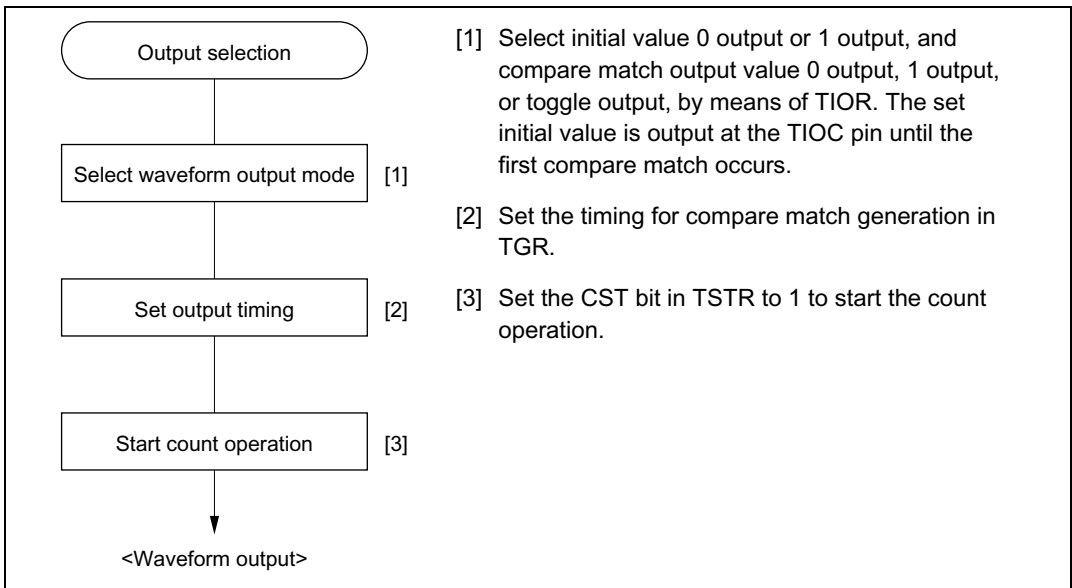 Output selection
Select waveform output mode [1]
Set output timing [2]
Start count operation [3]
<Waveform output>
[1] Select initial value 0 output or 1 output, and
compare match output value 0 output, 1 output,
or toggle output, by means of TIOR. The set
initial value is output at the TIOC pin until the
first compare match occurs.
[2] Set the timing for compare match generation in
TGR.
[3] Set the CST bit in TSTR to 1 to start the count
operation.